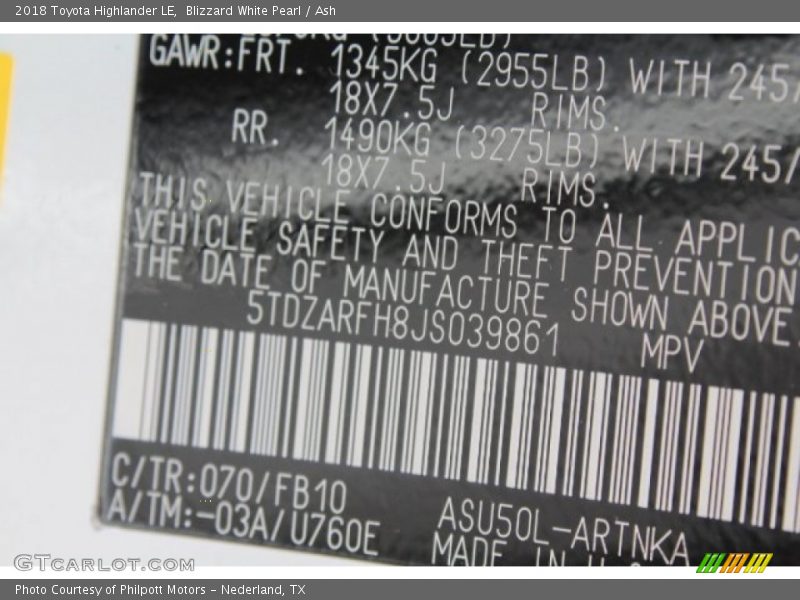 2018 Toyota Highlander LE, Blizzard White Pearl / Ash
GAWR:FRT. 1345KG (2955LB) WITH 245/
18X7.5J RIMS.
RR. 1490KG (3275LB) WITH 245/
18X7.5J RIMS.
THIS VEHICLE CONFORMS TO ALL APPLIC
VEHICLE SAFETY AND THEFT PREVENTION
THE DATE OF MANUFACTURE SHOWN ABOVE.
5TDZARFH8JS039861 MPV
C/TR:070/FB10
A/TM:-03A/U760E
ASU50L-ARTNKA
MADE IN
GTCARLOT.COM
Photo Courtesy of Philpott Motors - Nederland, TX